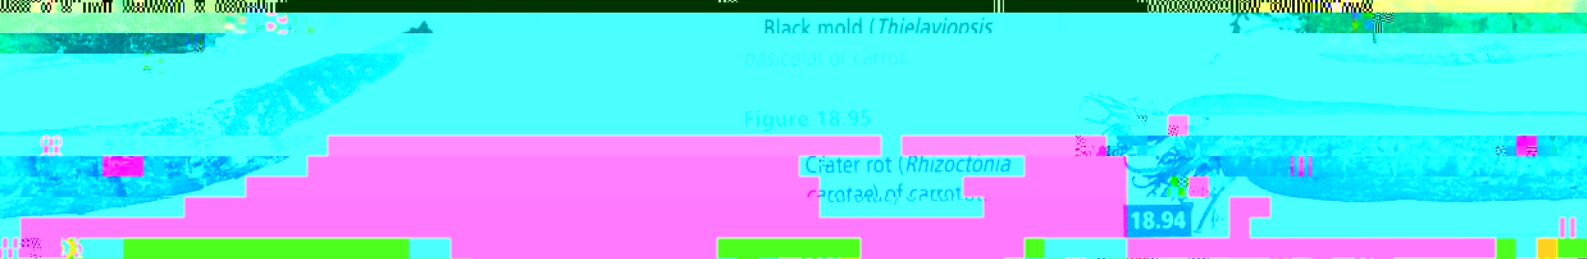 Black mold (Thielaviopsis
basicola) of carrot.
Figure 18.95
Crater rot (Rhizoctonia
carotae) of carrot.
18.94